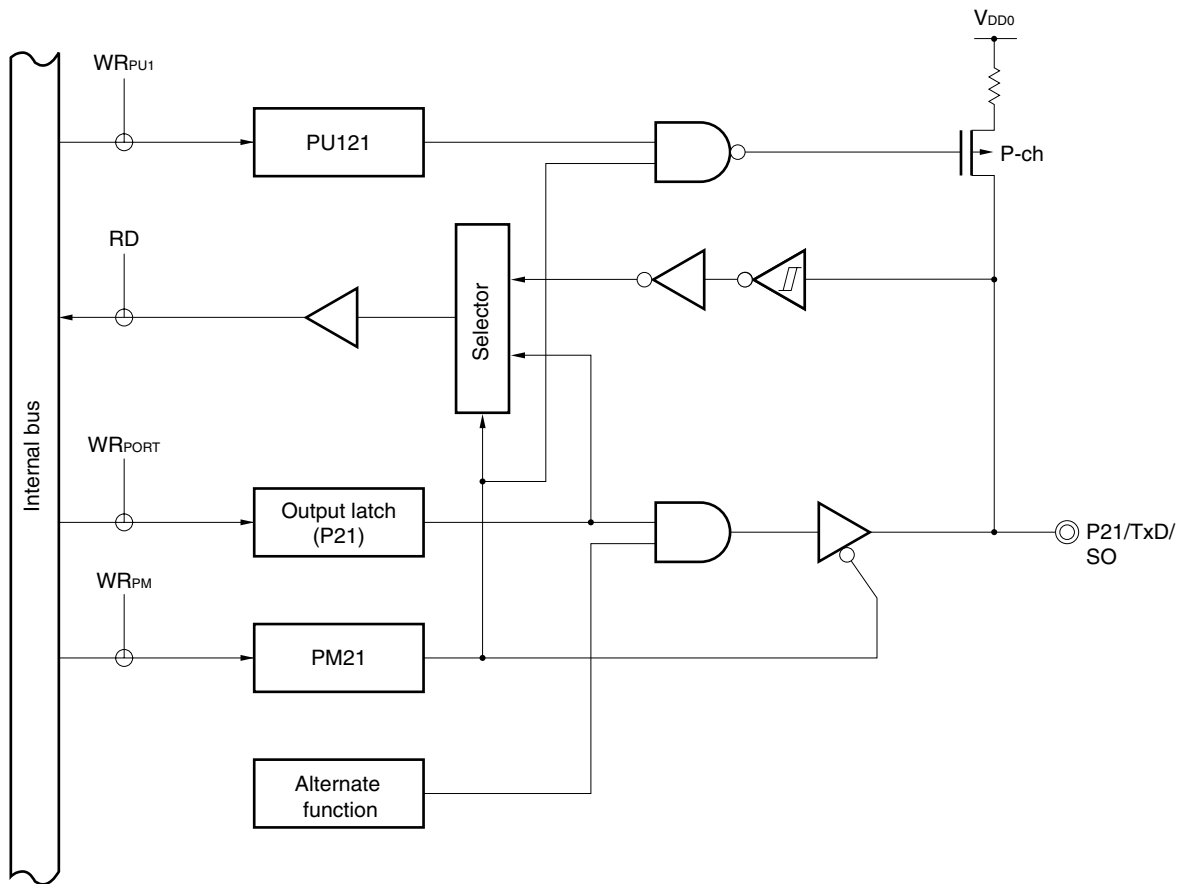 VDD0
WRPU1
PU121
P-ch
RD
Selector
Internal bus
WRPORT
Output latch
(P21)
P21/TxD/
SO
WRPM
PM21
Alternate
function